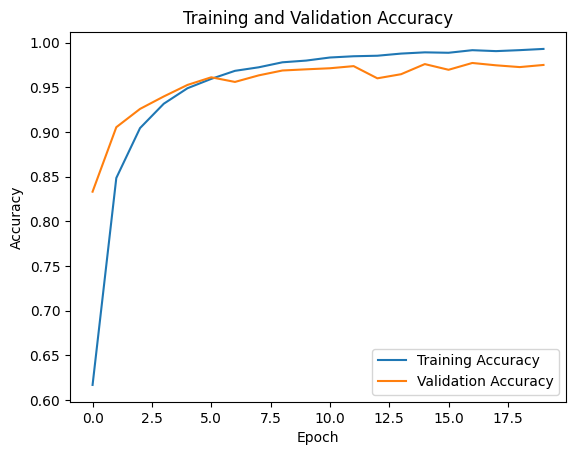 Training and Validation Accuracy
1.00
0.95
0.90
0.85
0.80
0.75
0.70
0.65
0.60
Accuracy
Training Accuracy
Validation Accuracy
0.0 2.5 5.0 7.5 10.0 12.5 15.0 17.5
Epoch